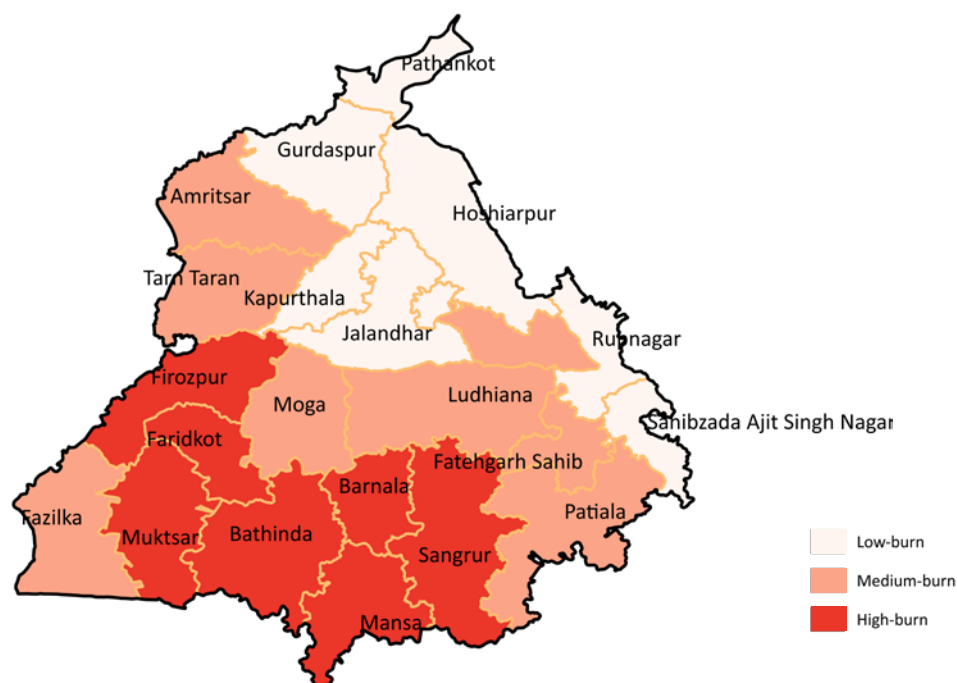 Pathankot
Gurdaspur
Amritsar
Hoshiarpur
Tarn Taran
Kapurthala
Jalandhar
Rupnagar
Firozpur
Ludhiana
Moga
Sahibzada Ajit Singh Nagar
Faridkot
Fatehgarh Sahib
Barnala
Patiala
Fazilka
Muktsar
Bathinda
Sangrur
Mansa
Low-burn
Medium-burn
High-burn